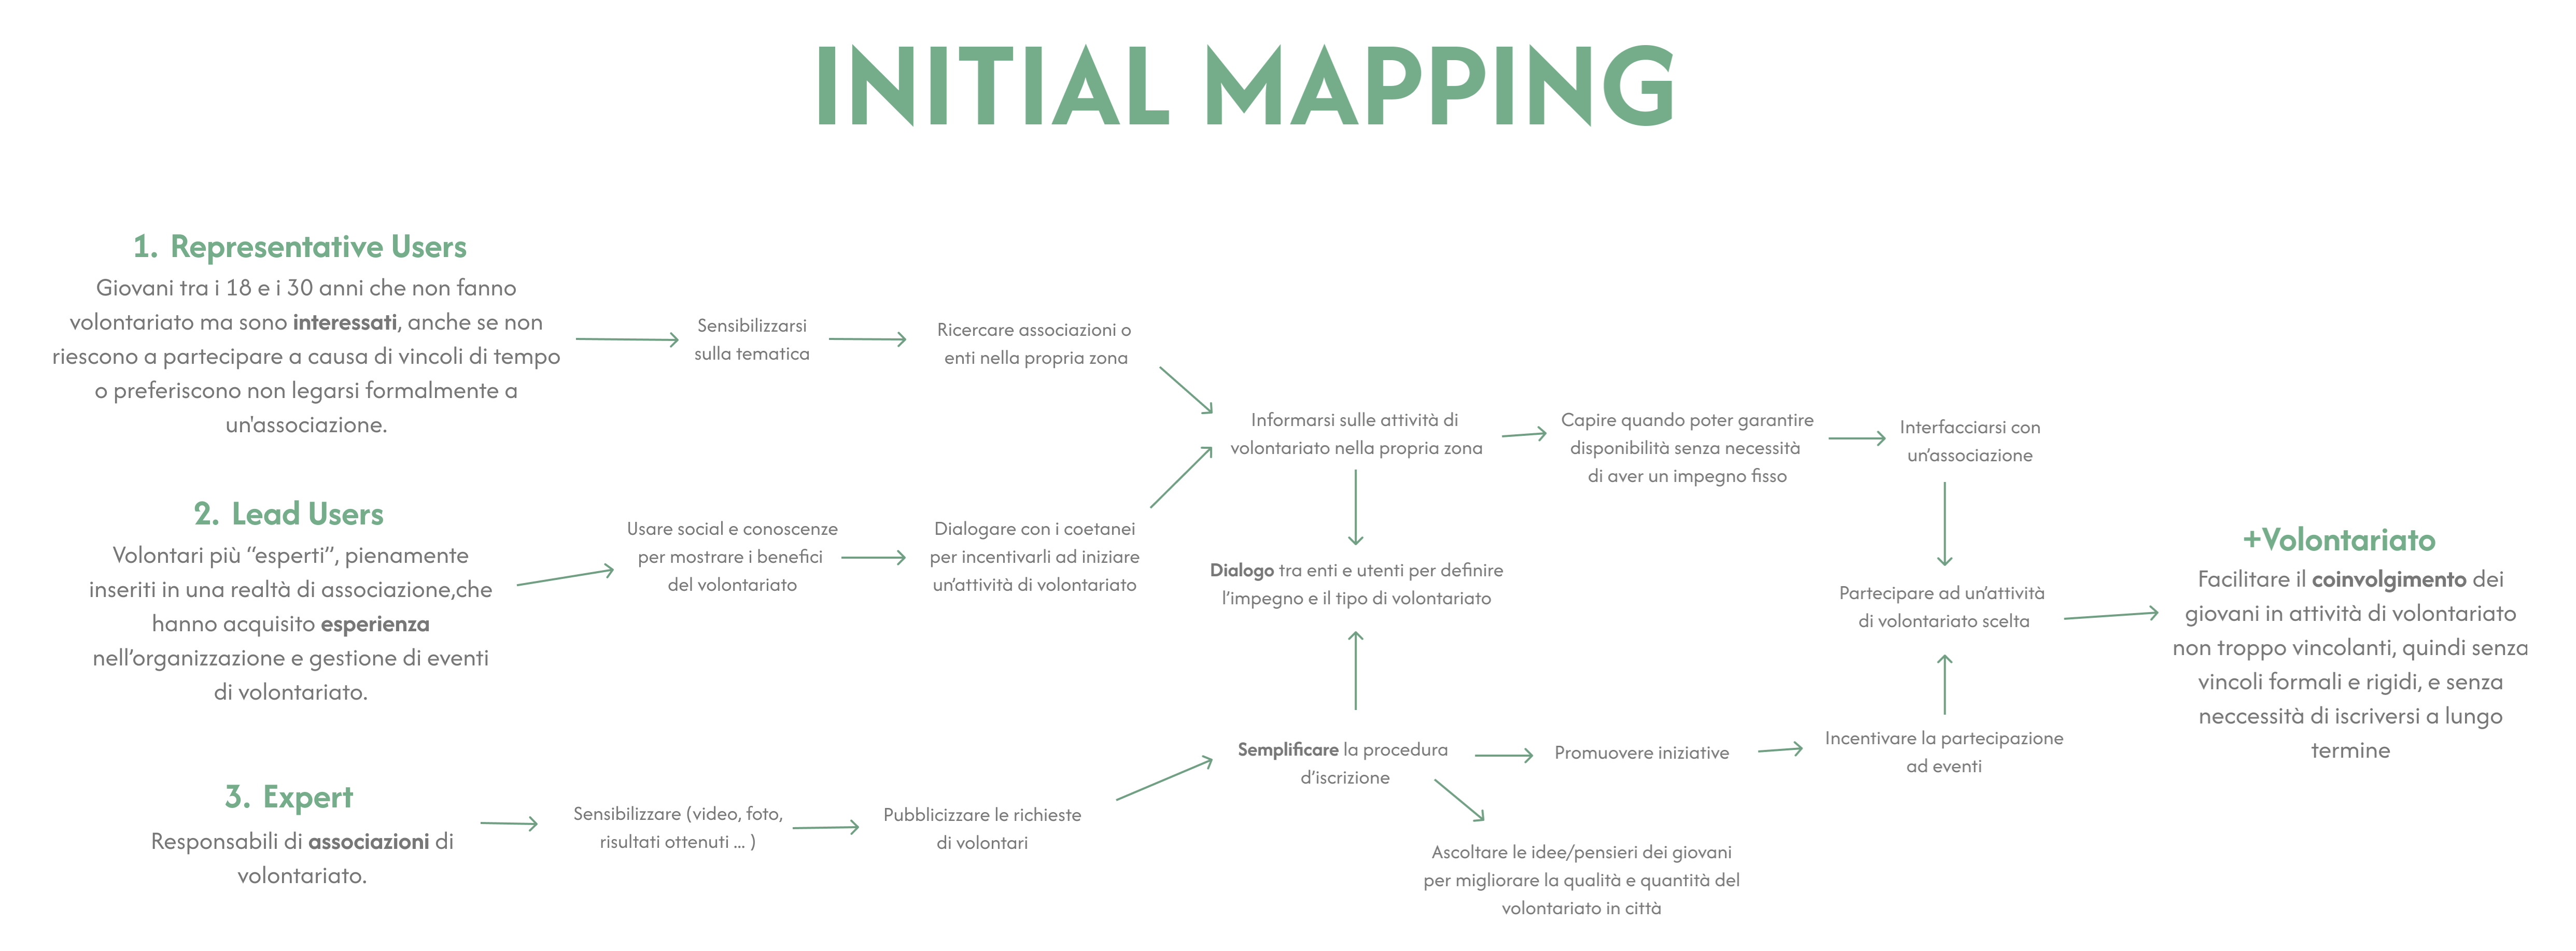 INITIAL MAPPING
1. Representative Users
Giovani tra i 18 e i 30 anni che non fanno
volontariato ma sono interessati, anche se non
riescono a partecipare a causa di vincoli di tempo
o preferiscono non legarsi formalmente a
un'associazione.
Sensibilizzarsi
sulla tematica
Ricercare associazioni o
enti nella propria zona
Informarsi sulle attività di
volontariato nella propria zona
Capire quando poter garantire
disponibilità senza necessità
di aver un impegno fisso
Interfacciarsi con
un’associazione
2. Lead Users
Volontari più “esperti”, pienamente
inseriti in una realtà di associazione,che
hanno acquisito esperienza
nell’organizzazione e gestione di eventi
di volontariato.
Usare social e conoscenze
per mostrare i benefici
del volontariato
Dialogare con i coetanei
per incentivarli ad iniziare
un’attività di volontariato
Dialogo tra enti e utenti per definire
l’impegno e il tipo di volontariato
Partecipare ad un’attività
di volontariato scelta
+Volontariato
Facilitare il coinvolgimento dei
giovani in attività di volontariato
non troppo vincolanti, quindi senza
vincoli formali e rigidi, e senza
neccessità di iscriversi a lungo
termine
3. Expert
Responsabili di associazioni di
volontariato.
Sensibilizzare (video, foto,
risultati ottenuti ... )
Pubblicizzare le richieste
di volontari
Semplificare la procedura
d’iscrizione
Promuovere iniziative
Incentivare la partecipazione
ad eventi
Ascoltare le idee/pensieri dei giovani
per migliorare la qualità e quantità del
volontariato in città